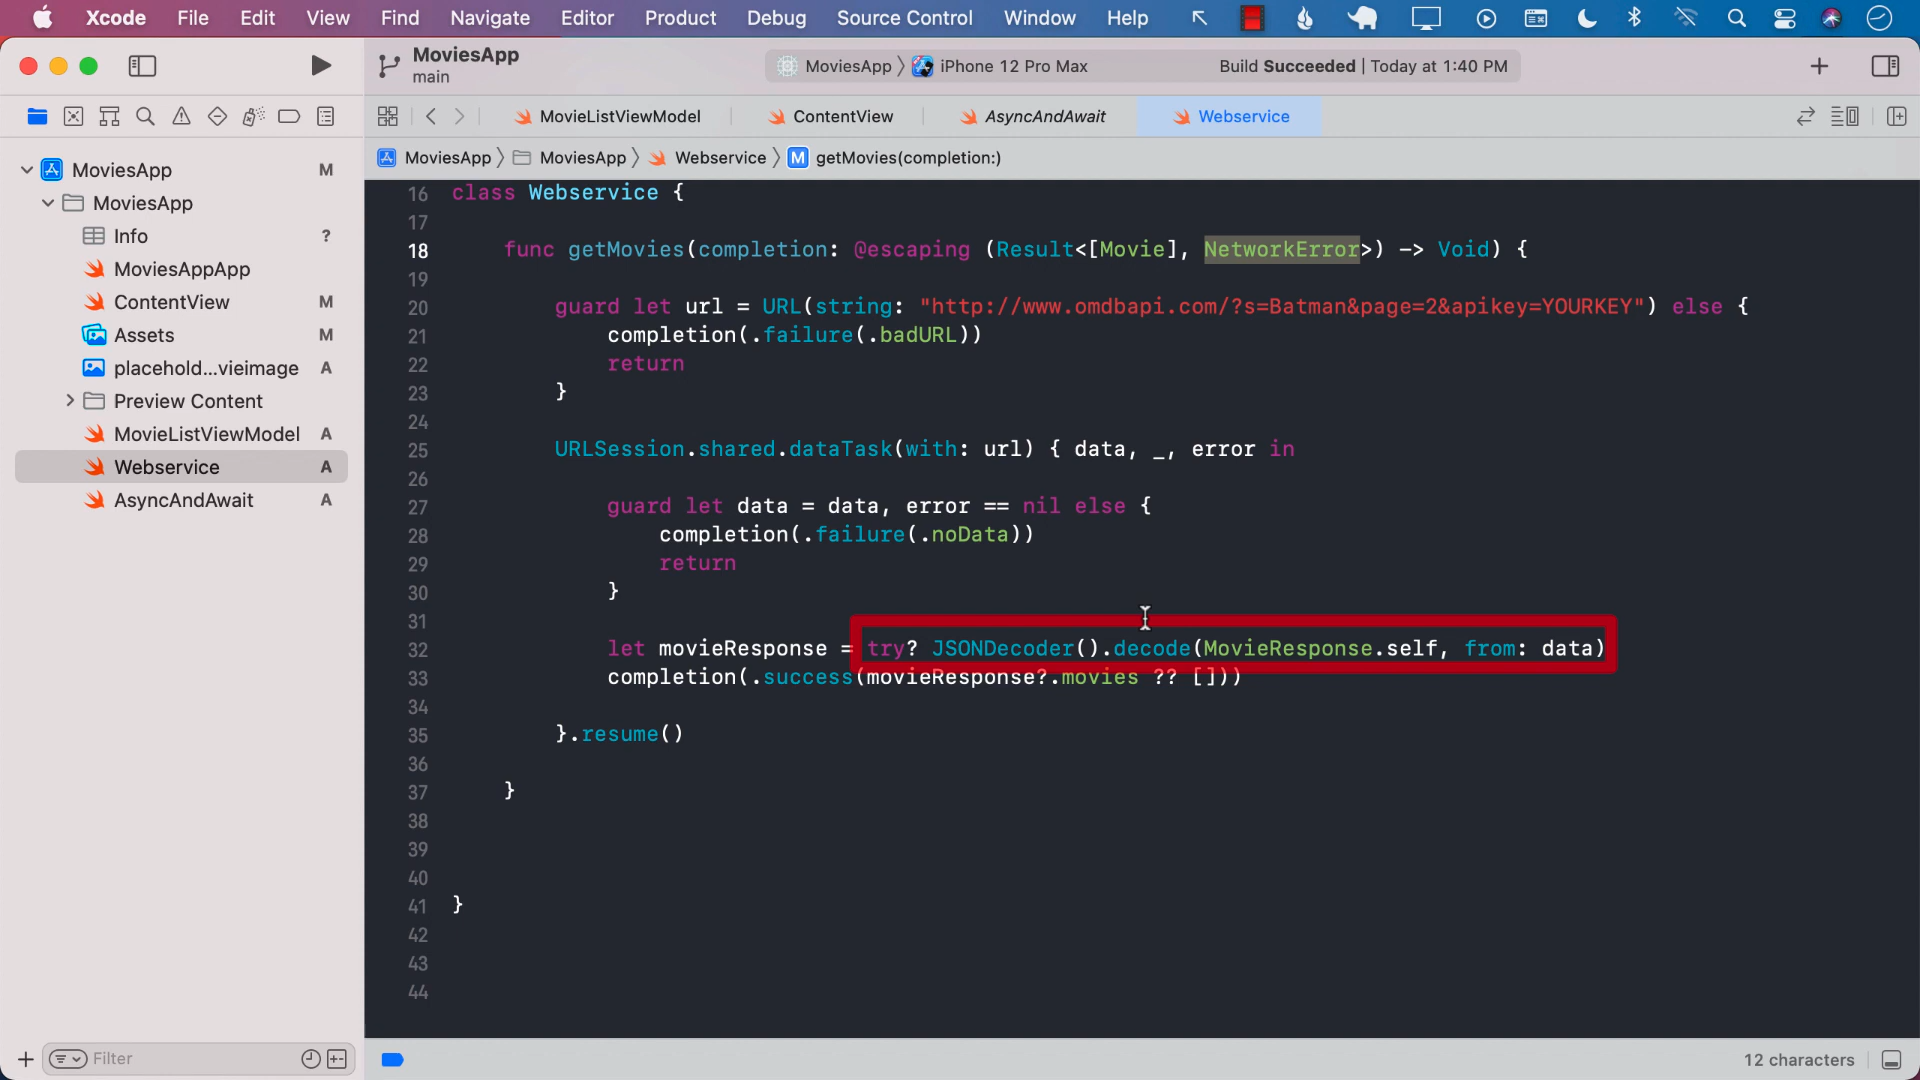 Xcode File Edit View Find Navigate Editor Product Debug Source Control Window Help
MoviesApp
main
MoviesApp iPhone 12 Pro Max Build Succeeded | Today at 1:40 PM
MovieListViewModel ContentView AsyncAndAwait Webservice
MoviesApp MoviesApp Webservice M getMovies(completion:)
MoviesApp M
MoviesApp
Info ?
MoviesAppApp
ContentView M
Assets M
placehold...vieimage A
Preview Content
MovieListViewModel A
Webservice A
AsyncAndAwait A
Filter
16 class Webservice {
17
18 func getMovies(completion: @escaping (Result<[Movie], NetworkError>) -> Void) {
19
20 guard let url = URL(string: "http://www.omdbapi.com/?s=Batman&page=2&apikey=YOURKEY") else {
21 completion(.failure(.badURL))
22 return
23 }
24
25 URLSession.shared.dataTask(with: url) { data, _, error in
26
27 guard let data = data, error == nil else {
28 completion(.failure(.noData))
29 return
30 }
31
32 let movieResponse = try? JSONDecoder().decode(MovieResponse.self, from: data)
33 completion(.success(movieResponse?.movies ?? []))
34
35 }.resume()
36
37 }
38
39
40
41 }
42
43
44
12 characters